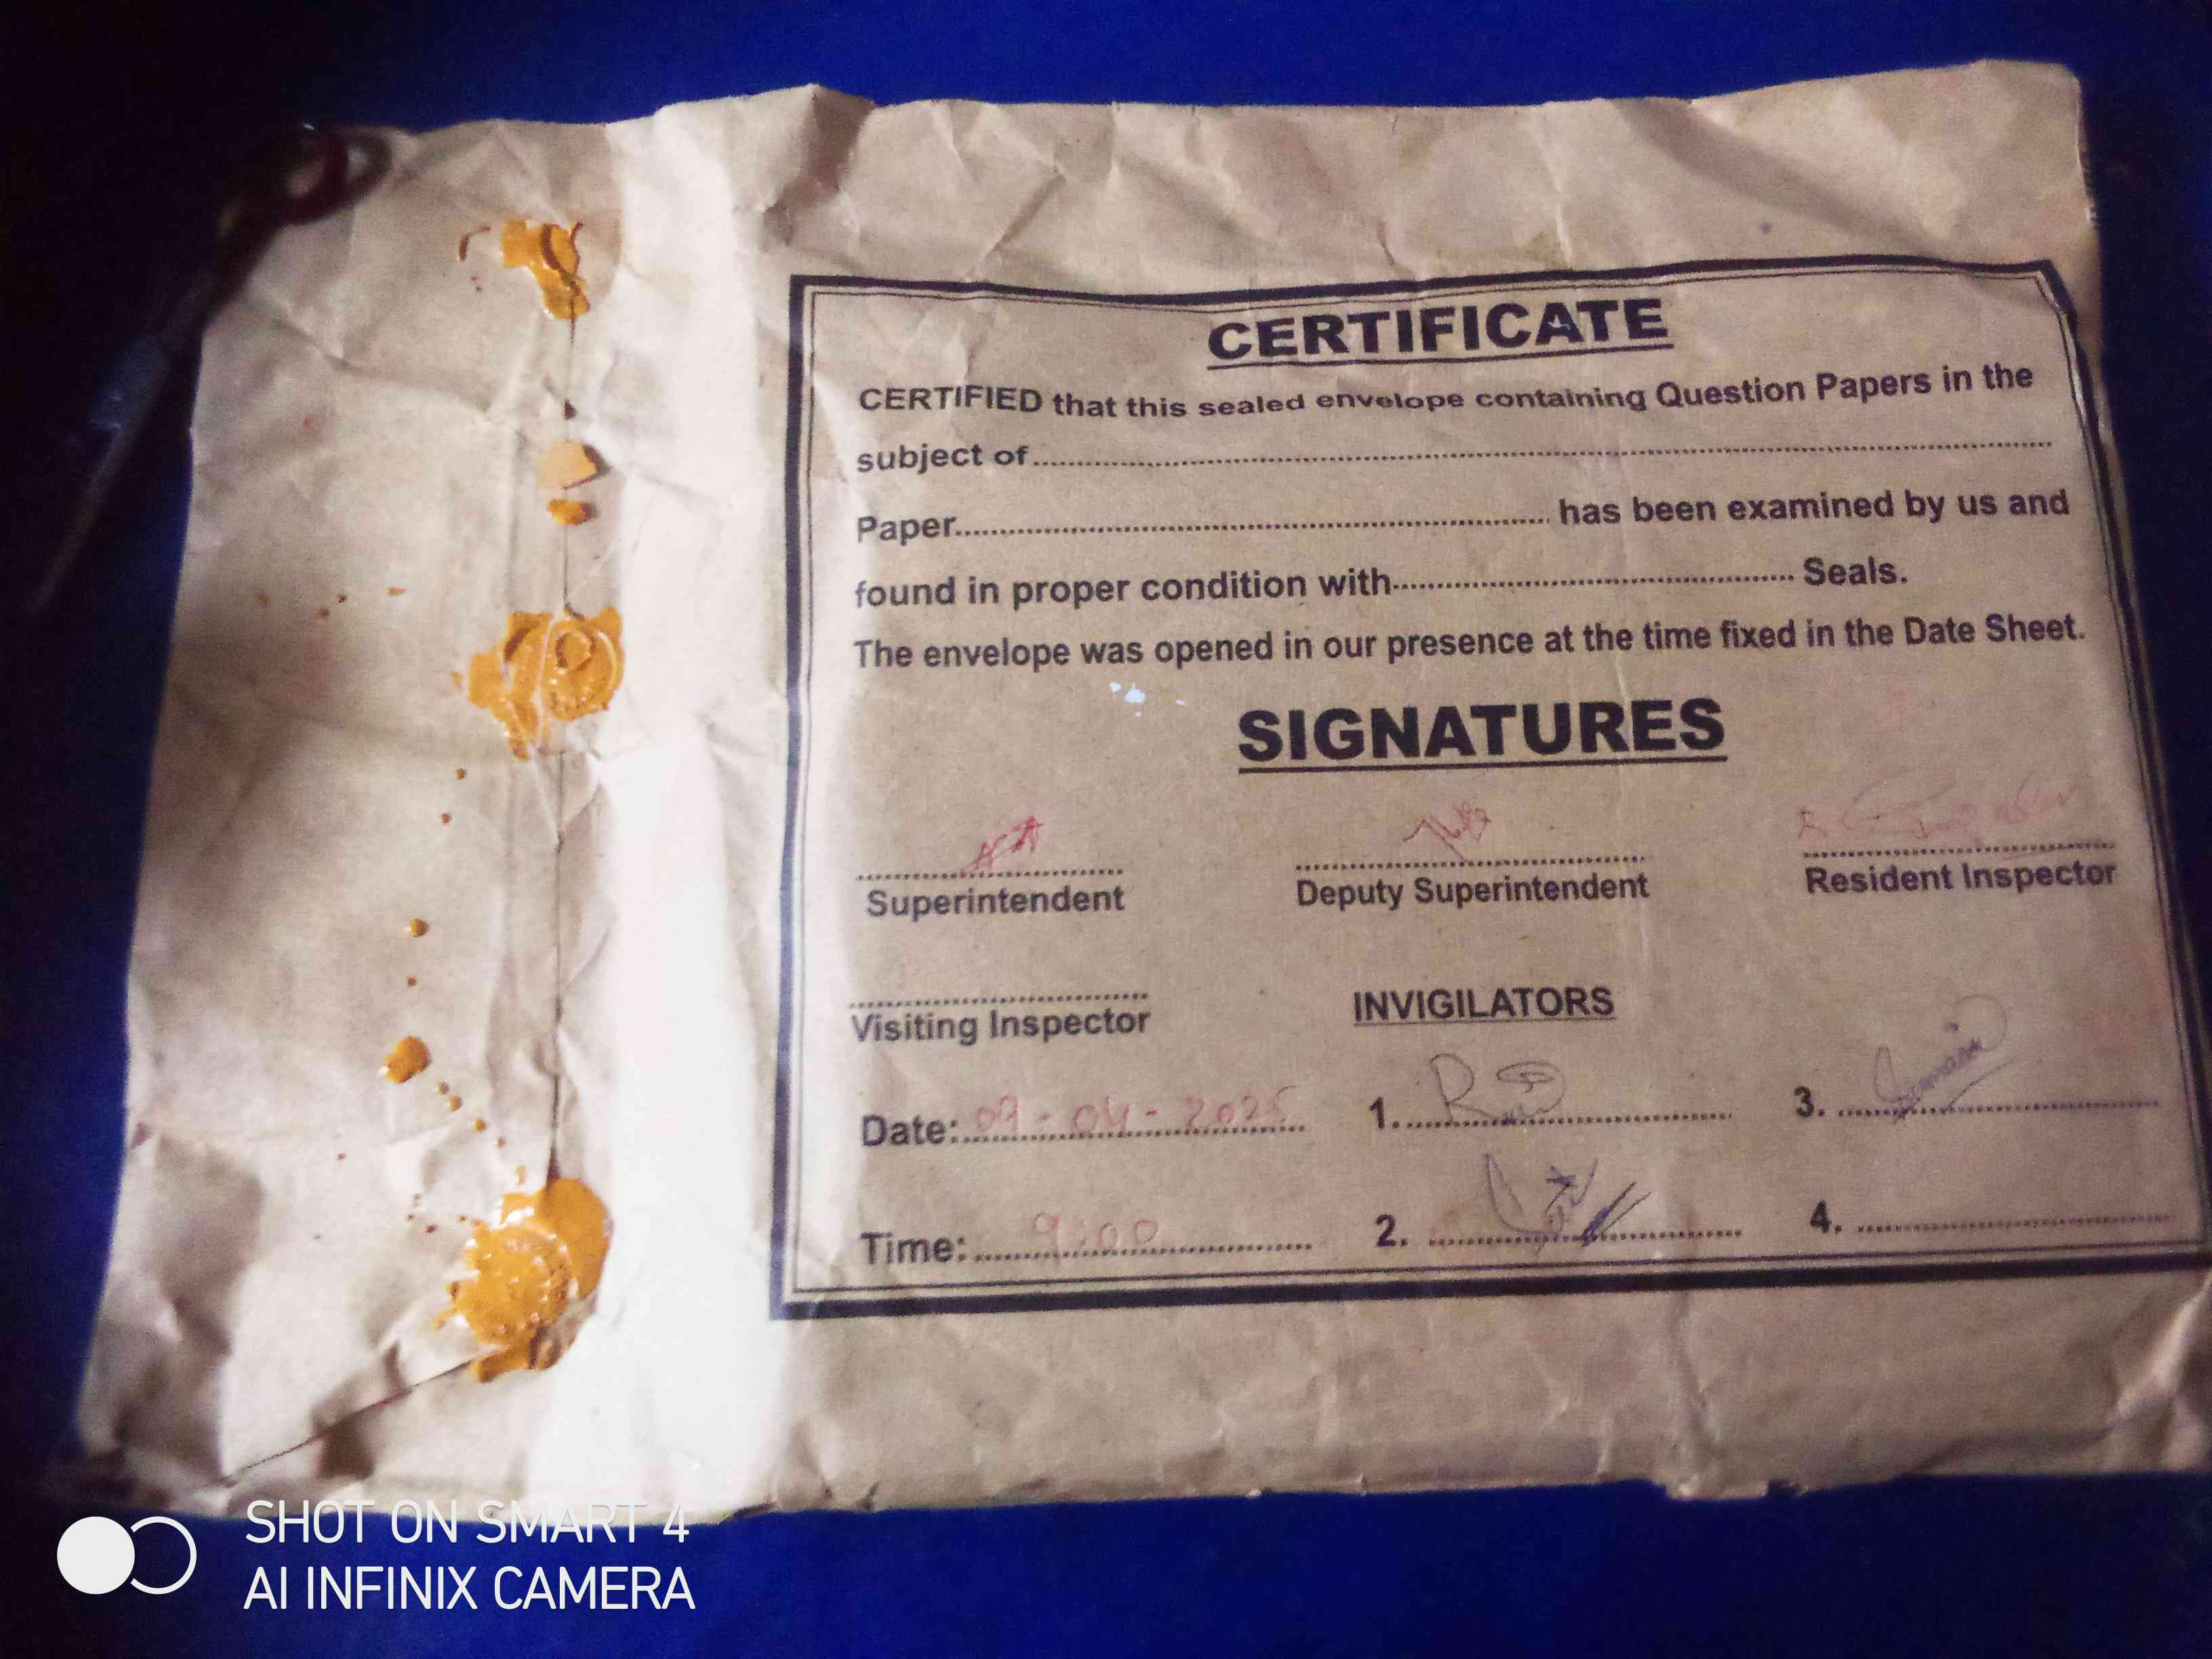 CERTIFICATE
CERTIFIED that this sealed envelope containing Question Papers in the
subject of
Paper has been examined by us and
found in proper condition with Seals.
The envelope was opened in our presence at the time fixed in the Date Sheet.
SIGNATURES
Superintendent Deputy Superintendent Resident Inspector
Visiting Inspector INVIGILATORS
Date: 09-04-2025 1. 3.
Time: 9:00 2. 4.
SHOT ON SMART 4
AI INFINIX CAMERA